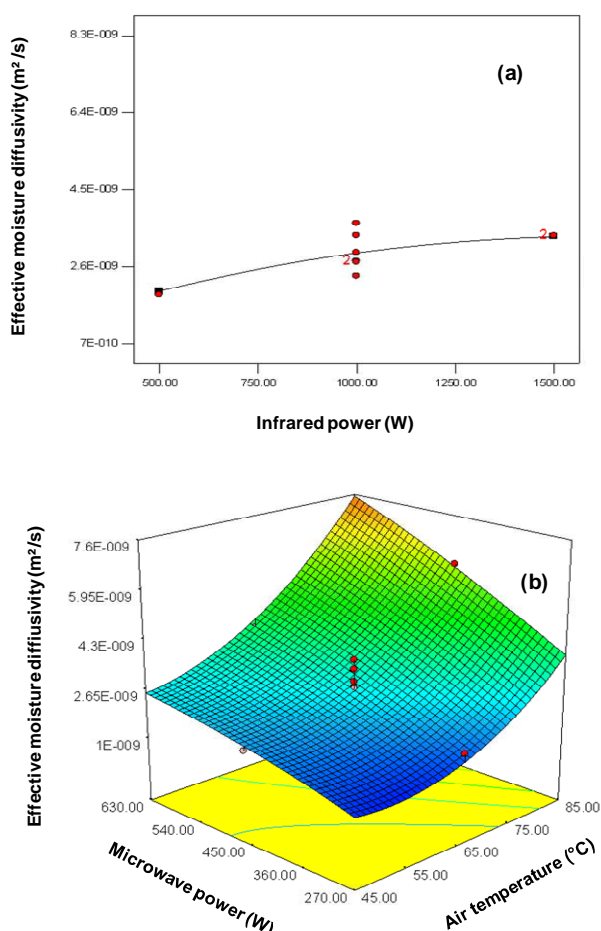 Effective moisture diffusivity (m² /s)
8.3E-009
6.4E-009
4.5E-009
2.6E-009
7E-010
(a)
2
2
500.00 750.00 1000.00 1250.00 1500.00
Infrared power (W)
Effective moisture diffiusivity (m²/s)
7.6E-009
5.95E-009
4.3E-009
2.65E-009
1E-009
(b)
630.00
540.00
450.00
360.00
270.00
Microwave power (W)
85.00
75.00
65.00
55.00
45.00
Air temperature (°C)